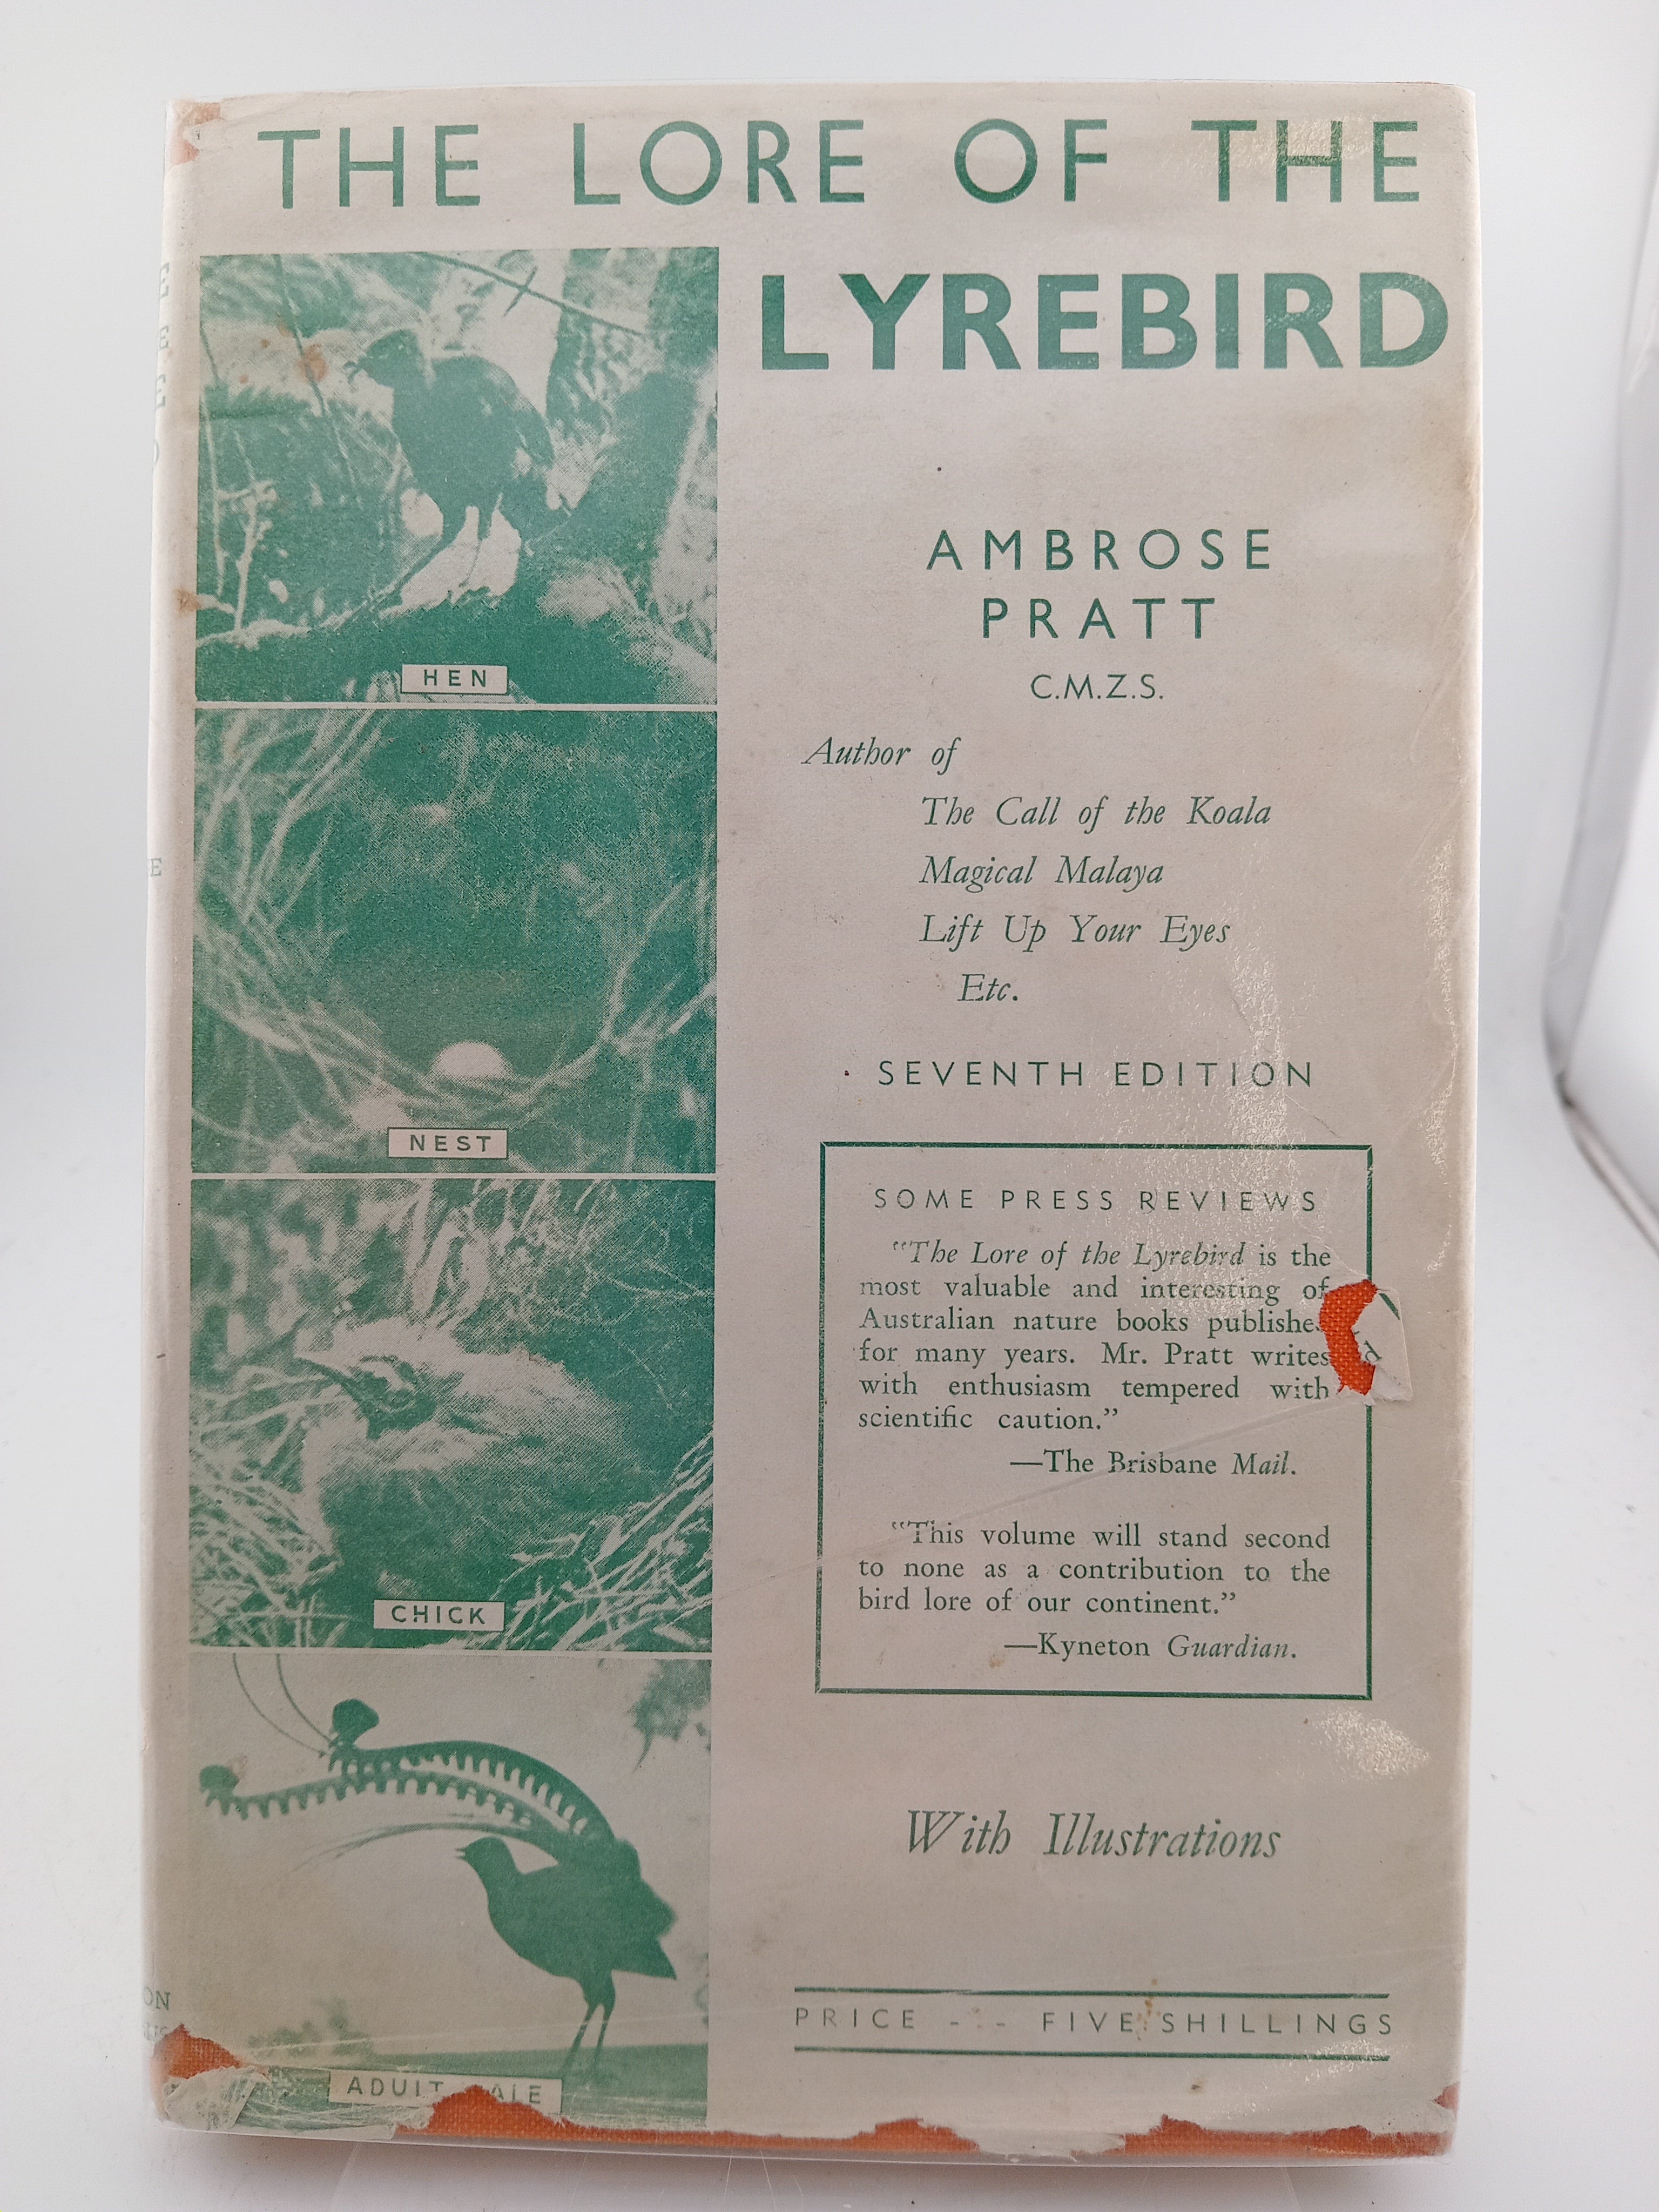 THE LORE OF THE
LYREBIRD
HEN
NEST
CHICK
AMBROSE
PRATT
C.M.Z.S.
Author of
The Call of the Koala
Magical Malaya
Lift Up Your Eyes
Etc.
SEVENTH EDITION
SOME PRESS REVIEWS
"The Lore of the Lyrebird is the
most valuable and interesting of
Australian nature books published
for many years. Mr. Pratt writes
with enthusiasm tempered with
scientific caution."
—The Brisbane Mail.
"This volume will stand second
to none as a contribution to the
bird lore of our continent."
—Kyneton Guardian.
With Illustrations
PRICE - - - FIVE SHILLINGS